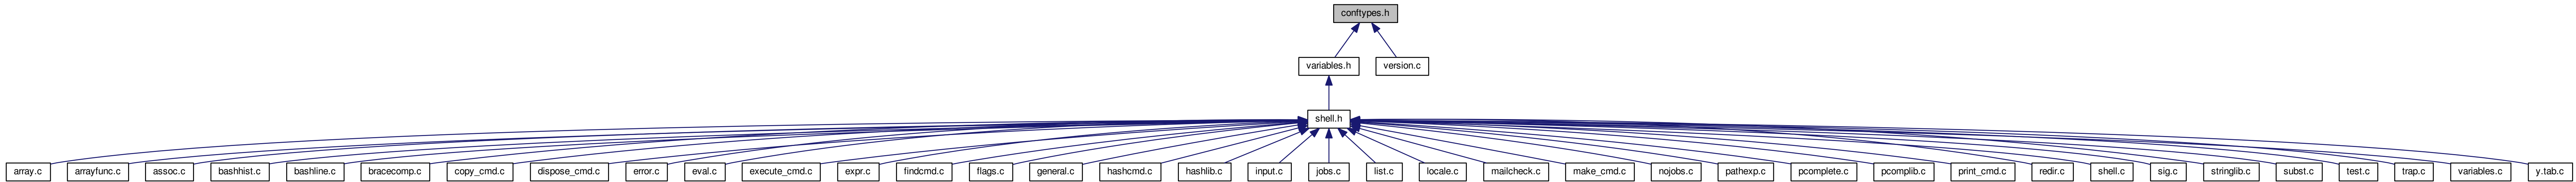 conftypes.h
variables.h
version.c
shell.h
array.c
arrayfunc.c
assoc.c
bashhist.c
bashline.c
bracecomp.c
copy_cmd.c
dispose_cmd.c
error.c
eval.c
execute_cmd.c
expr.c
findcmd.c
flags.c
general.c
hashcmd.c
hashlib.c
input.c
jobs.c
list.c
locale.c
mailcheck.c
make_cmd.c
nojobs.c
pathexp.c
pcomplete.c
pcomplib.c
print_cmd.c
redir.c
shell.c
sig.c
stringlib.c
subst.c
test.c
trap.c
variables.c
y.tab.c